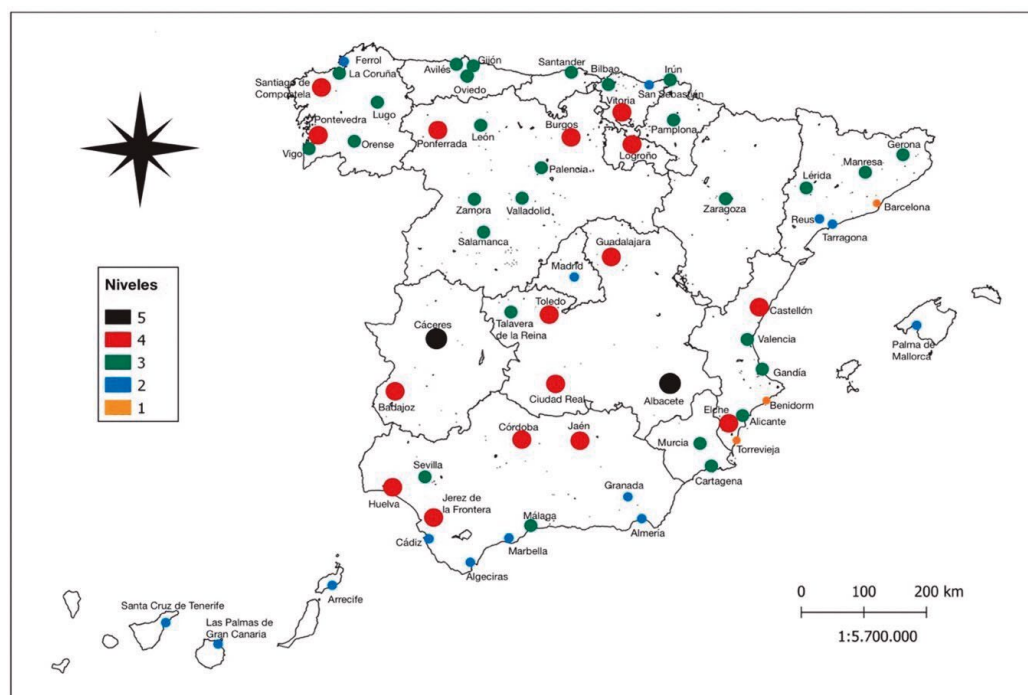 Ferrol
La Coruña
Santiago de
Compostela
Lugo
Pontevedra
Vigo
Orense
Avilés
Gijón
Oviedo
Santander
Bilbao
Irún
San Sebastián
Vitoria
Pamplona
Ponferrada
León
Burgos
Logroño
Palencia
Zamora
Valladolid
Salamanca
Zaragoza
Gerona
Manresa
Lérida
Barcelona
Reus
Tarragona
Guadalajara
Madrid
Niveles
5
4
3
2
1
Toledo
Talavera
de la Reina
Cáceres
Castellón
Valencia
Palma de
Mallorca
Gandía
Badajoz
Ciudad Real
Albacete
Benidorm
Elche
Alicante
Torrevieja
Murcia
Cartagena
Córdoba
Jaén
Sevilla
Huelva
Jerez de
la Frontera
Granada
Málaga
Almería
Cádiz
Marbella
Algeciras
Arrecife
Santa Cruz de Tenerife
Las Palmas de
Gran Canaria
0 100 200 km
1:5.700.000